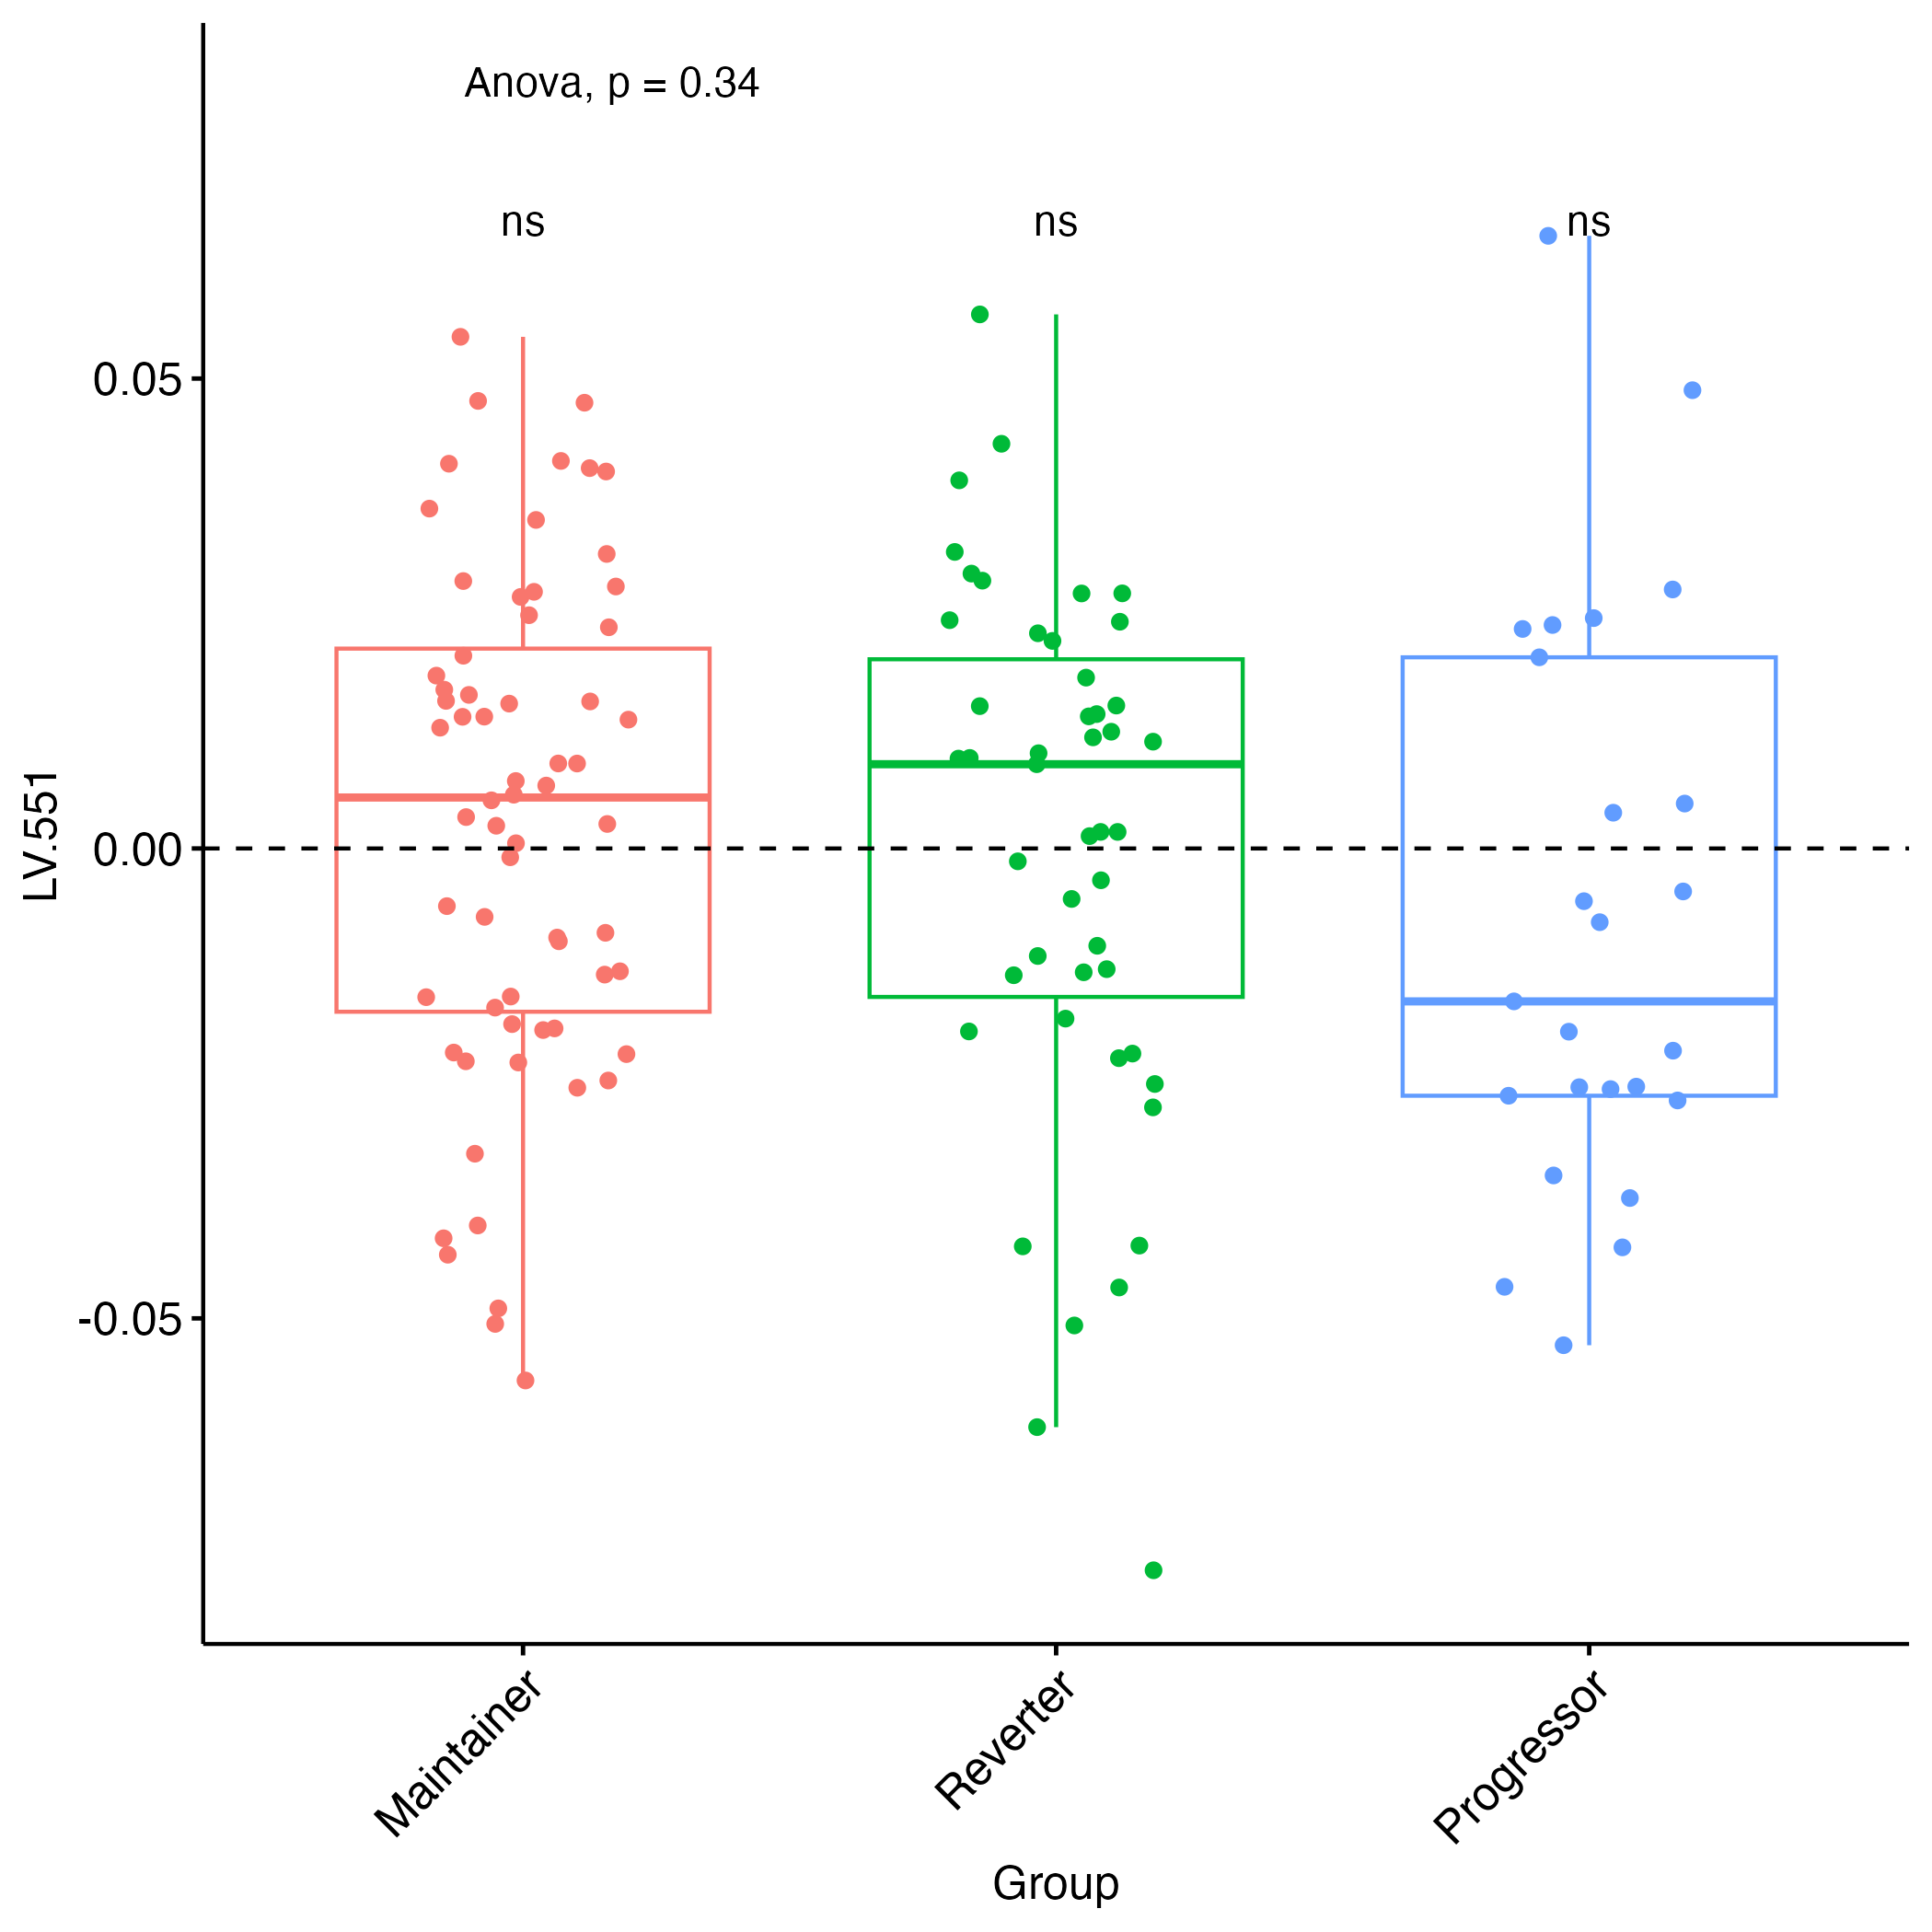 Anova, p = 0.34
ns ns ns
0.05
0.00
-0.05
LV.551
Maintainer Reverter Progressor
Group